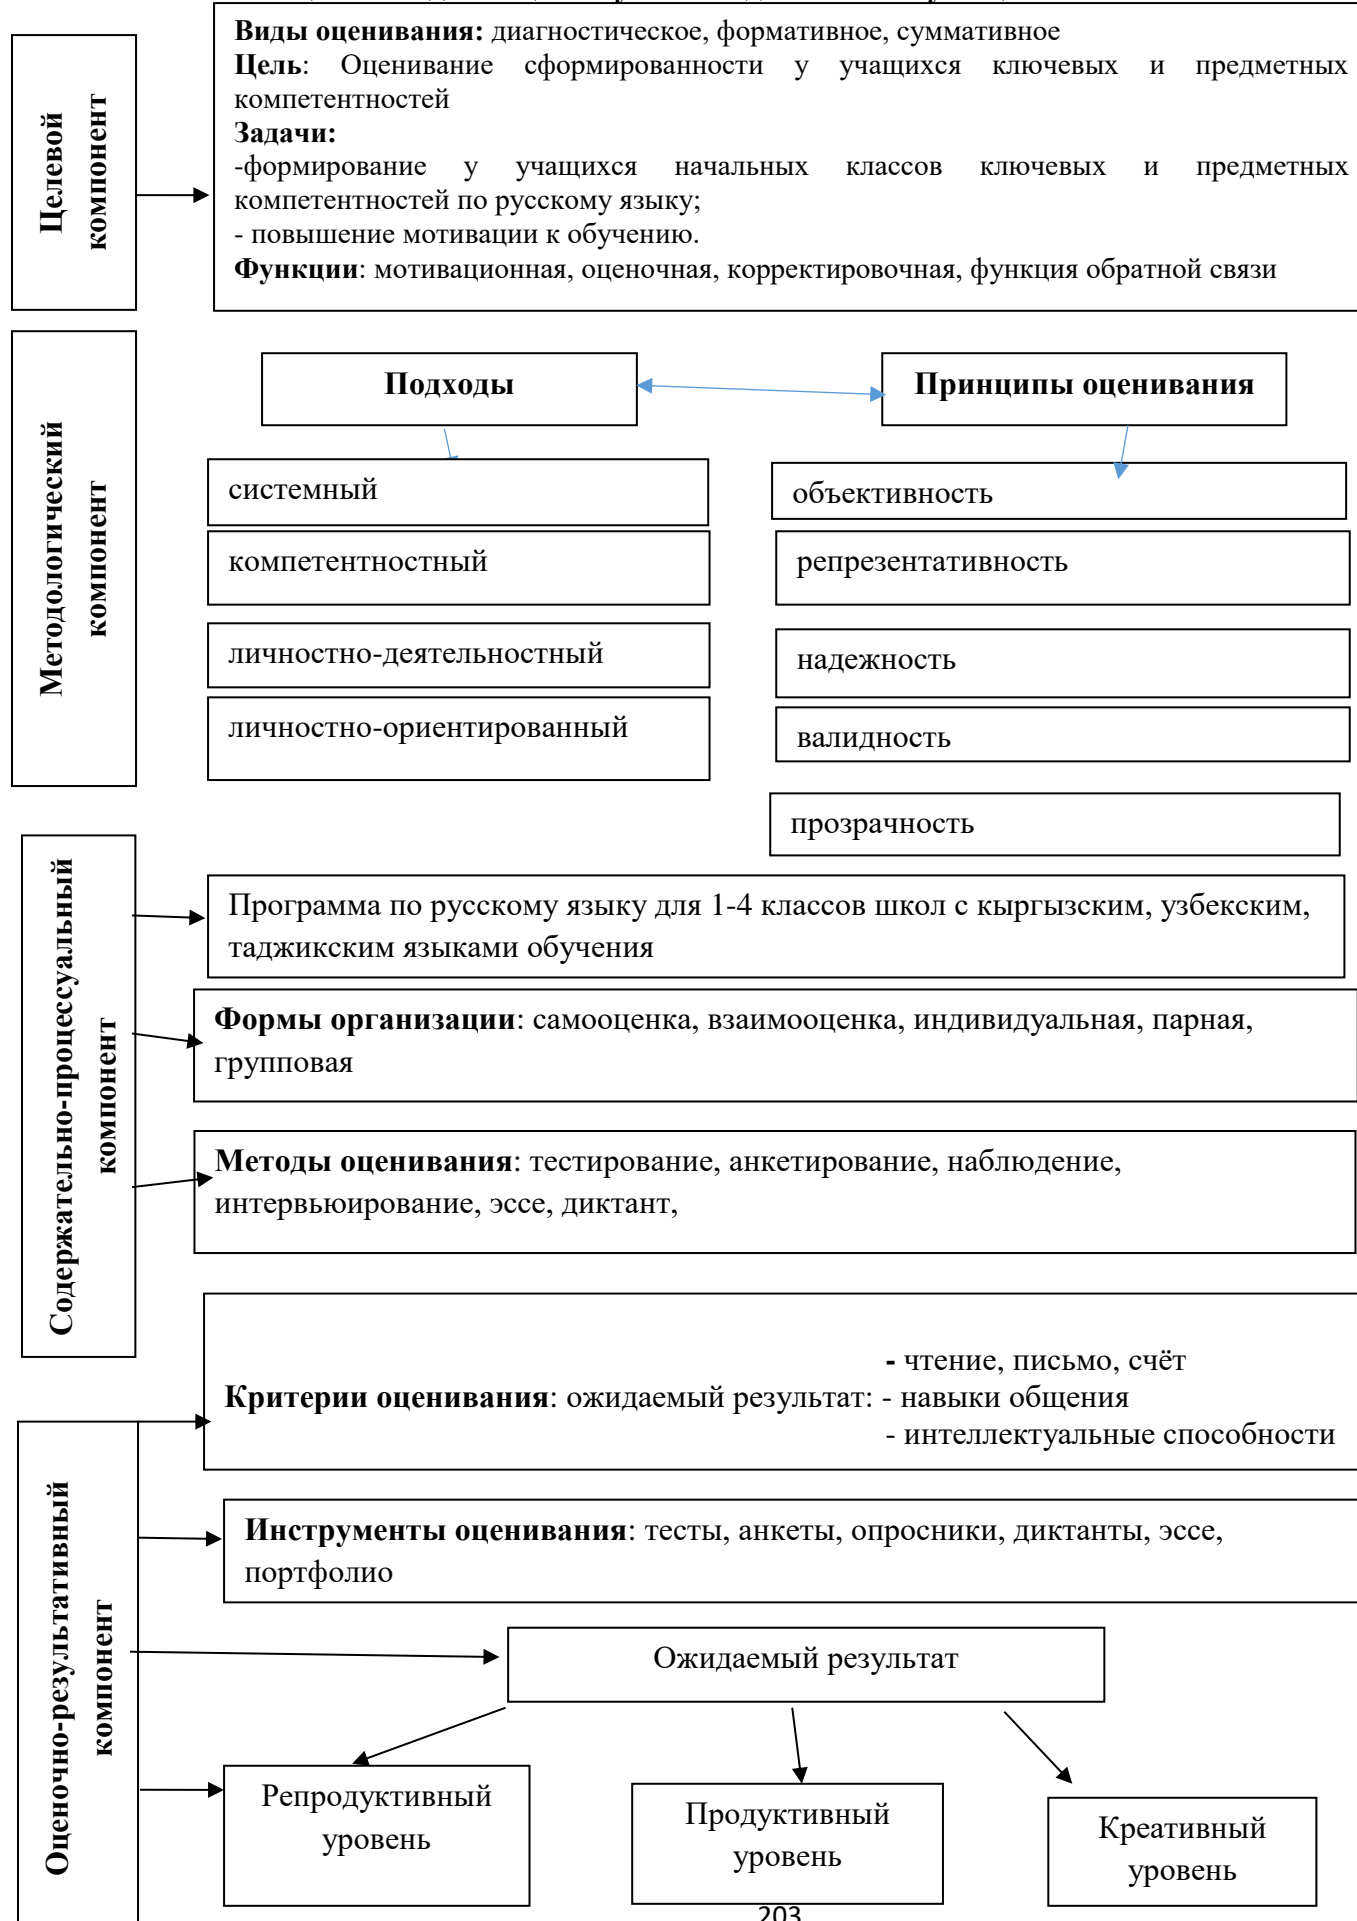 Целевой
компонент
Виды оценивания: диагностическое, формативное, суммативное
Цель: Оценивание сформированности у учащихся ключевых и предметных
компетентностей
Задачи:
-формирование у учащихся начальных классов ключевых и предметных
компетентностей по русскому языку;
- повышение мотивации к обучению.
Функции: мотивационная, оценочная, корректировочная, функция обратной связи
Методологический
компонент
Подходы
Принципы оценивания
системный
компетентностный
личностно-деятельностный
личностно-ориентированный
объективность
репрезентативность
надежность
валидность
прозрачность
Содержательно-процессуальный
компонент
Программа по русскому языку для 1-4 классов школ с кыргызским, узбекским,
таджикским языками обучения
Формы организации: самооценка, взаимооценка, индивидуальная, парная,
групповая
Методы оценивания: тестирование, анкетирование, наблюдение,
интервьюирование, эссе, диктант,
Оценочно-результативный
компонент
- чтение, письмо, счёт
Критерии оценивания: ожидаемый результат: - навыки общения
- интеллектуальные способности
Инструменты оценивания: тесты, анкеты, опросники, диктанты, эссе,
портфолио
Ожидаемый результат
Репродуктивный
уровень
Продуктивный
уровень
Креативный
уровень
203